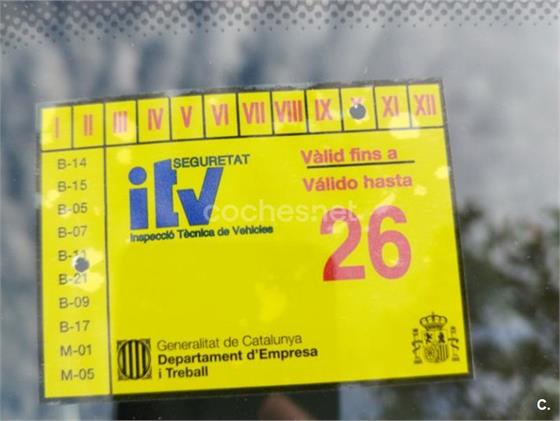 I II III IV V VI VII VIII IX X XI XII
B-14
B-15
B-05
B-07
B-11
B-21
B-09
B-17
M-01
M-05
SEGURETAT
itv
Inspecció Tècnica de Vehicles
Vàlid fins a
Válido hasta
26
coches.net
Generalitat de Catalunya
Departament d'Empresa
i Treball
C.